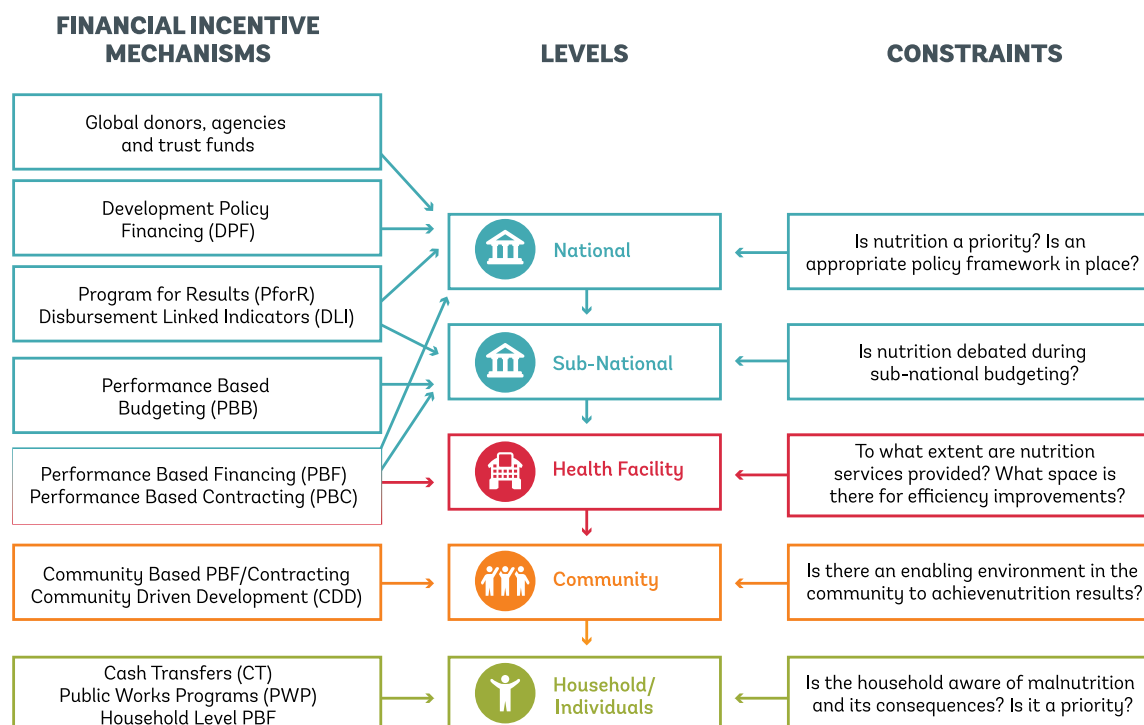 FINANCIAL INCENTIVE
MECHANISMS
LEVELS
CONSTRAINTS
Global donors, agencies
and trust funds
Development Policy
Financing (DPF)
Program for Results (PforR)
Disbursement Linked Indicators (DLI)
Performance Based
Budgeting (PBB)
Performance Based Financing (PBF)
Performance Based Contracting (PBC)
Community Based PBF/Contracting
Community Driven Development (CDD)
Cash Transfers (CT)
Public Works Programs (PWP)
Household Level PBF
National
Sub-National
Health Facility
Community
Household/
Individuals
Is nutrition a priority? Is an
appropriate policy framework in place?
Is nutrition debated during
sub-national budgeting?
To what extent are nutrition
services provided? What space is
there for efficiency improvements?
Is there an enabling environment in the
community to achievenutrition results?
Is the household aware of malnutrition
and its consequences? Is it a priority?